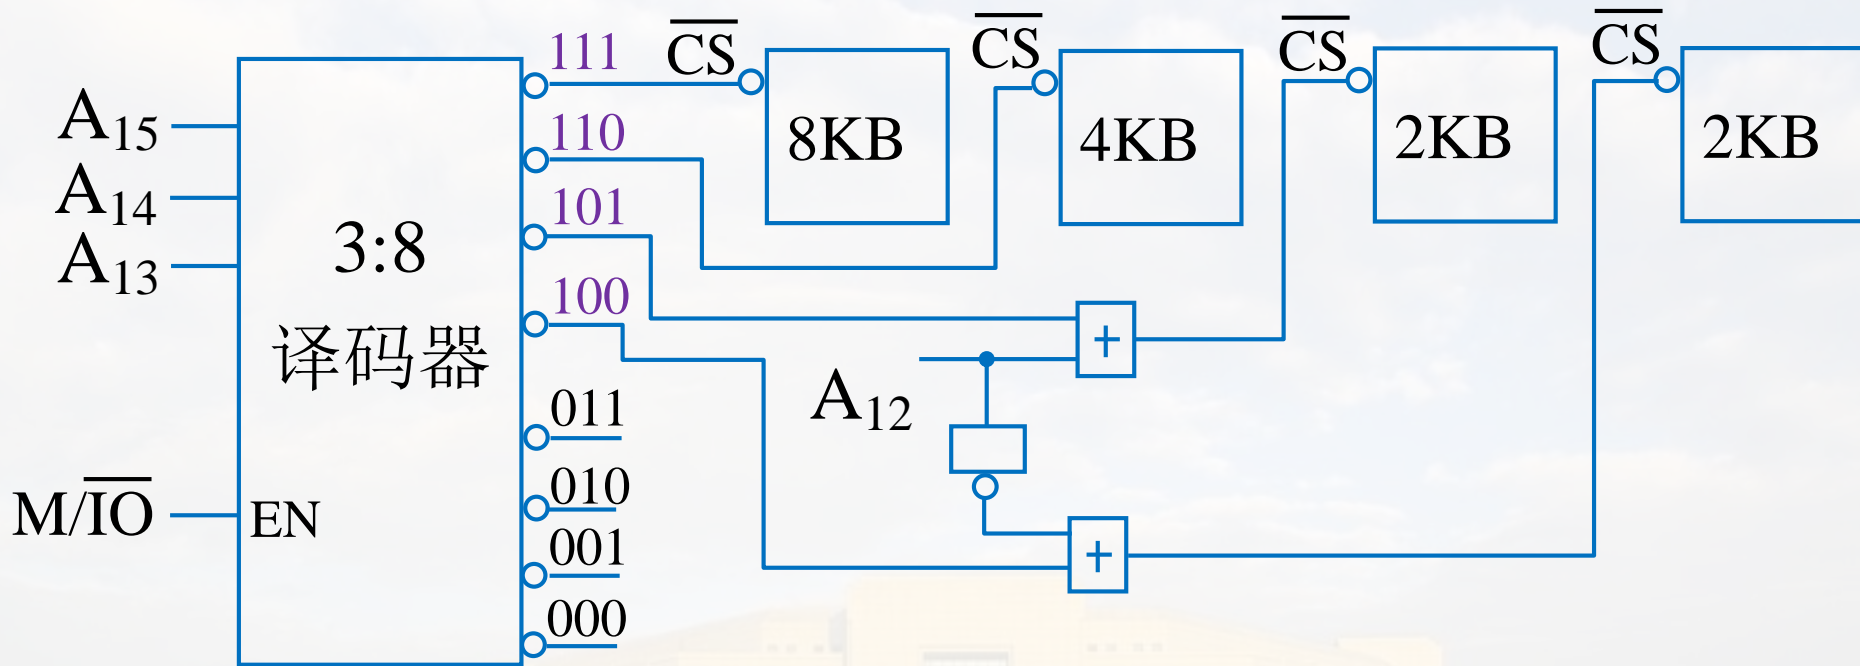 A15
A14
A13
M/IO
EN
3:8
译码器
111
110
101
100
011
010
001
000
CS
8KB
CS
4KB
CS
2KB
CS
2KB
A12
+
+